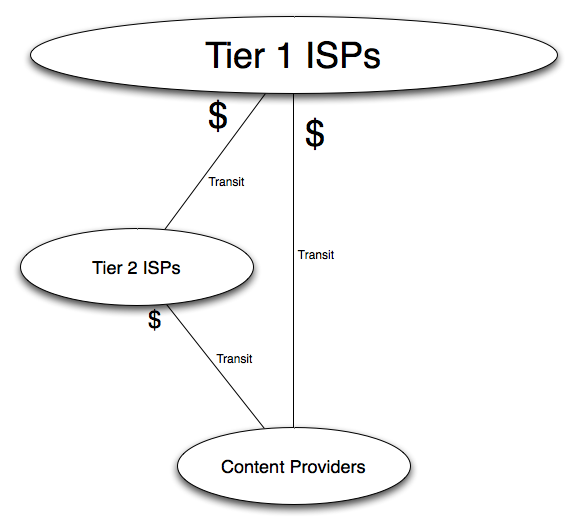 Tier 1 ISPs
$
$
Transit
Transit
Tier 2 ISPs
$
Transit
Content Providers